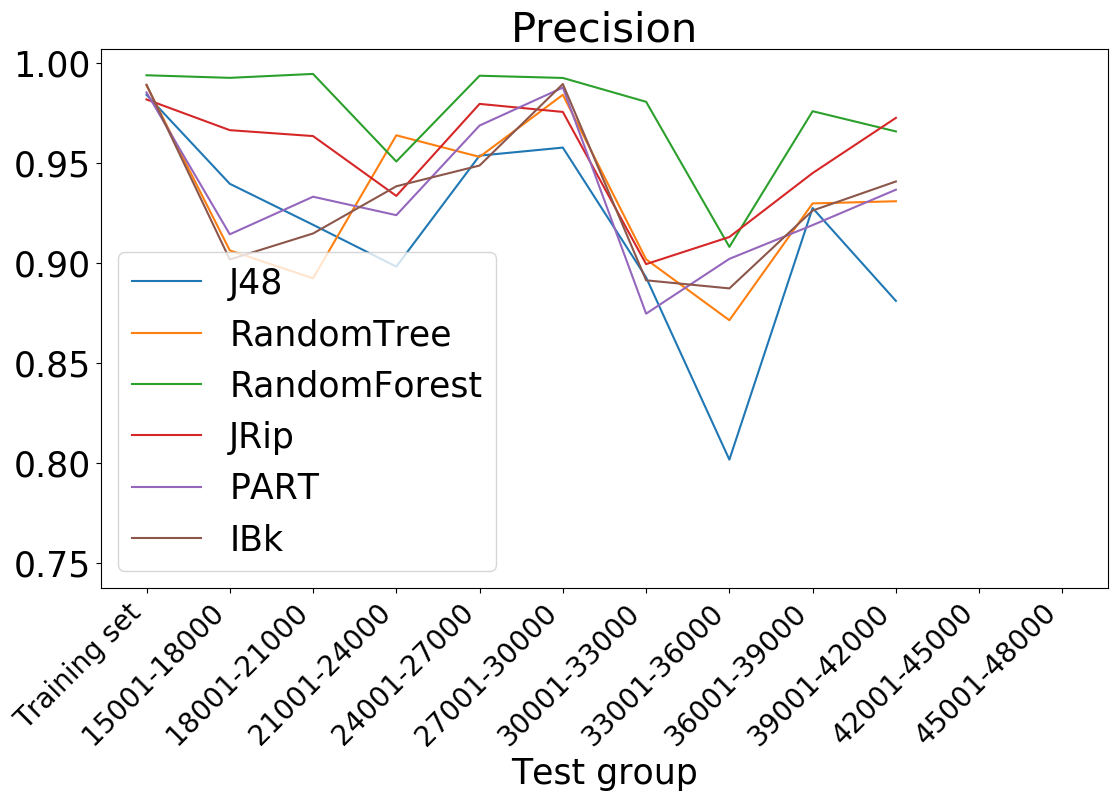 Precision
1.00
0.95
0.90
0.85
0.80
0.75
J48
RandomTree
RandomForest
JRip
PART
IBk
Training set
15001-18000
18001-21000
21001-24000
24001-27000
27001-30000
30001-33000
33001-36000
36001-39000
39001-42000
42001-45000
45001-48000
Test group